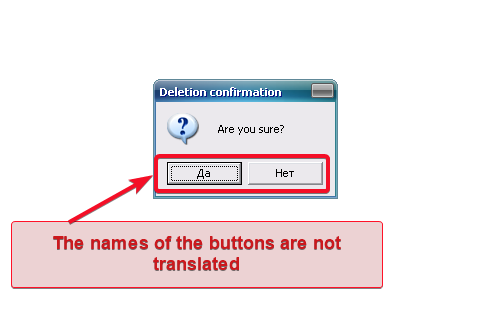 Deletion confirmation
?
Are you sure?
Да Нет
The names of the buttons are not
translated